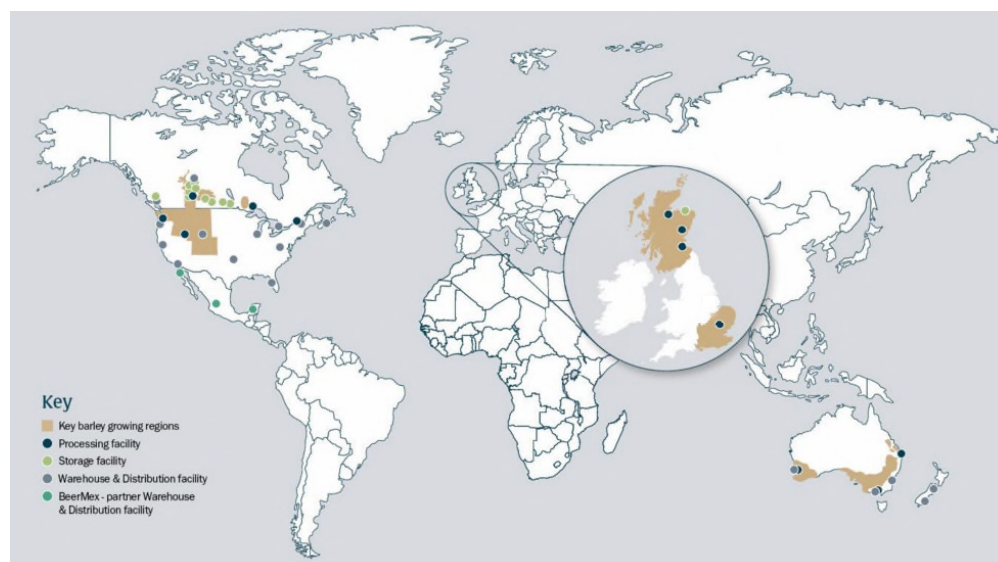 Key
Key barley growing regions
Processing facility
Storage facility
Warehouse & Distribution facility
BeerMex - partner Warehouse
& Distribution facility